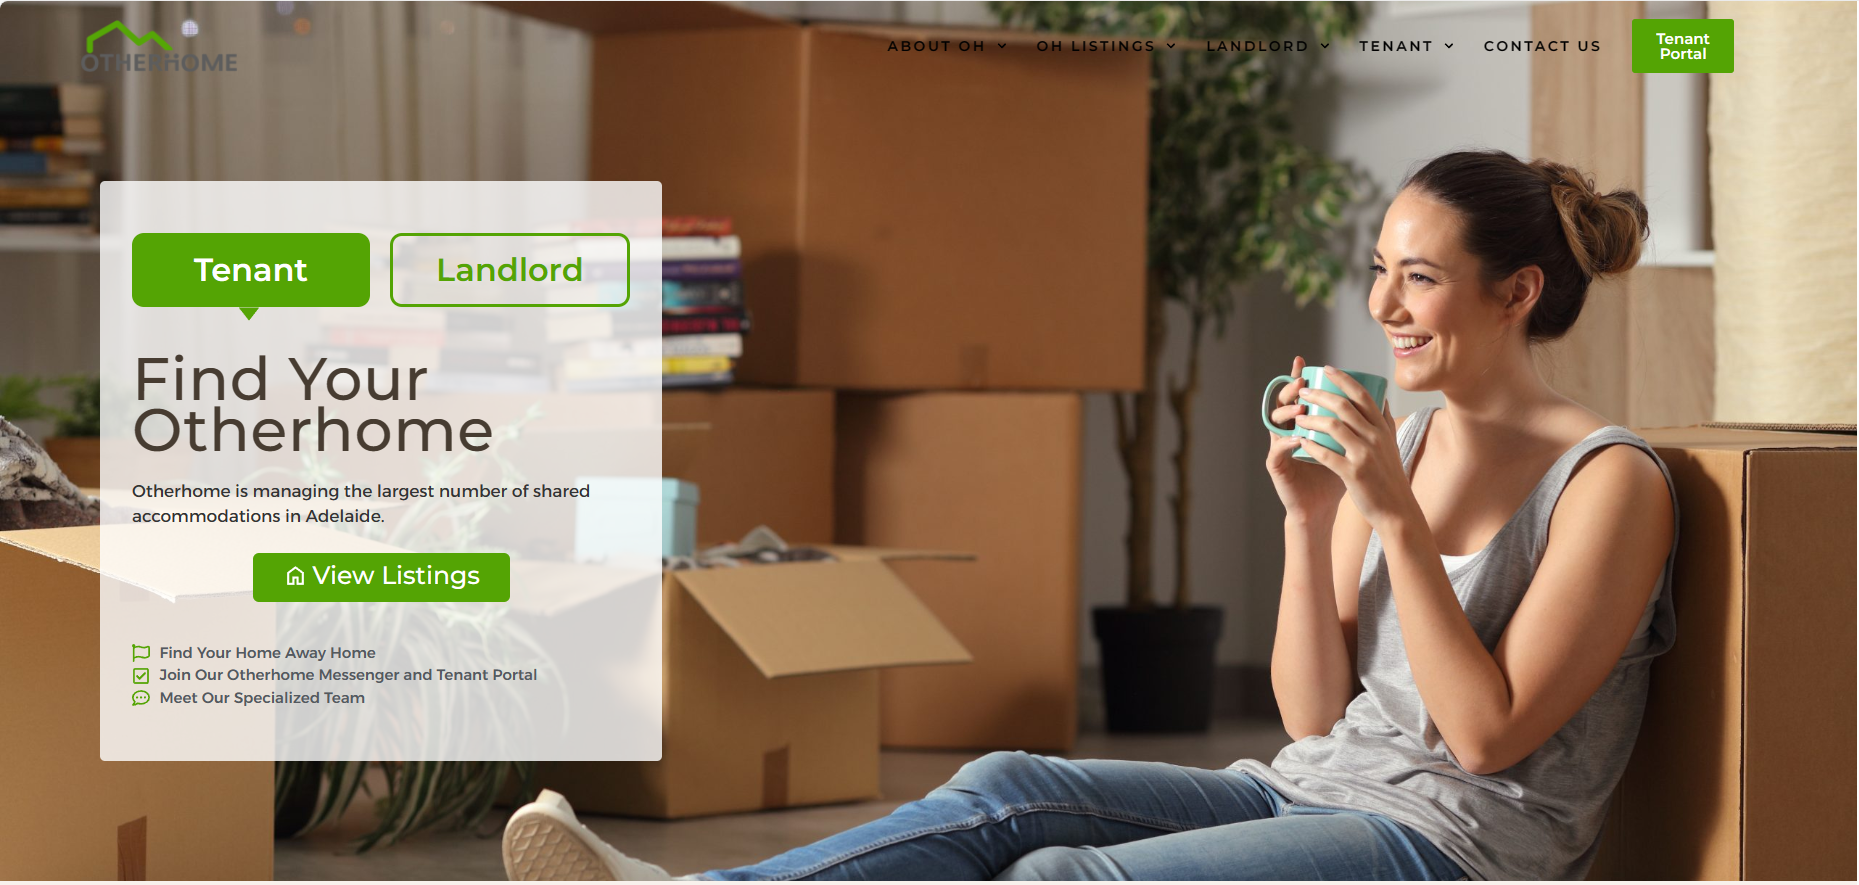 OTHERHOME
ABOUT OH
OH LISTINGS
LANDLORD
TENANT
CONTACT US
Tenant
Portal
Tenant
Landlord
Find Your
Otherhome
Otherhome is managing the largest number of shared
accommodations in Adelaide.
View Listings
Find Your Home Away Home
Join Our Otherhome Messenger and Tenant Portal
Meet Our Specialized Team